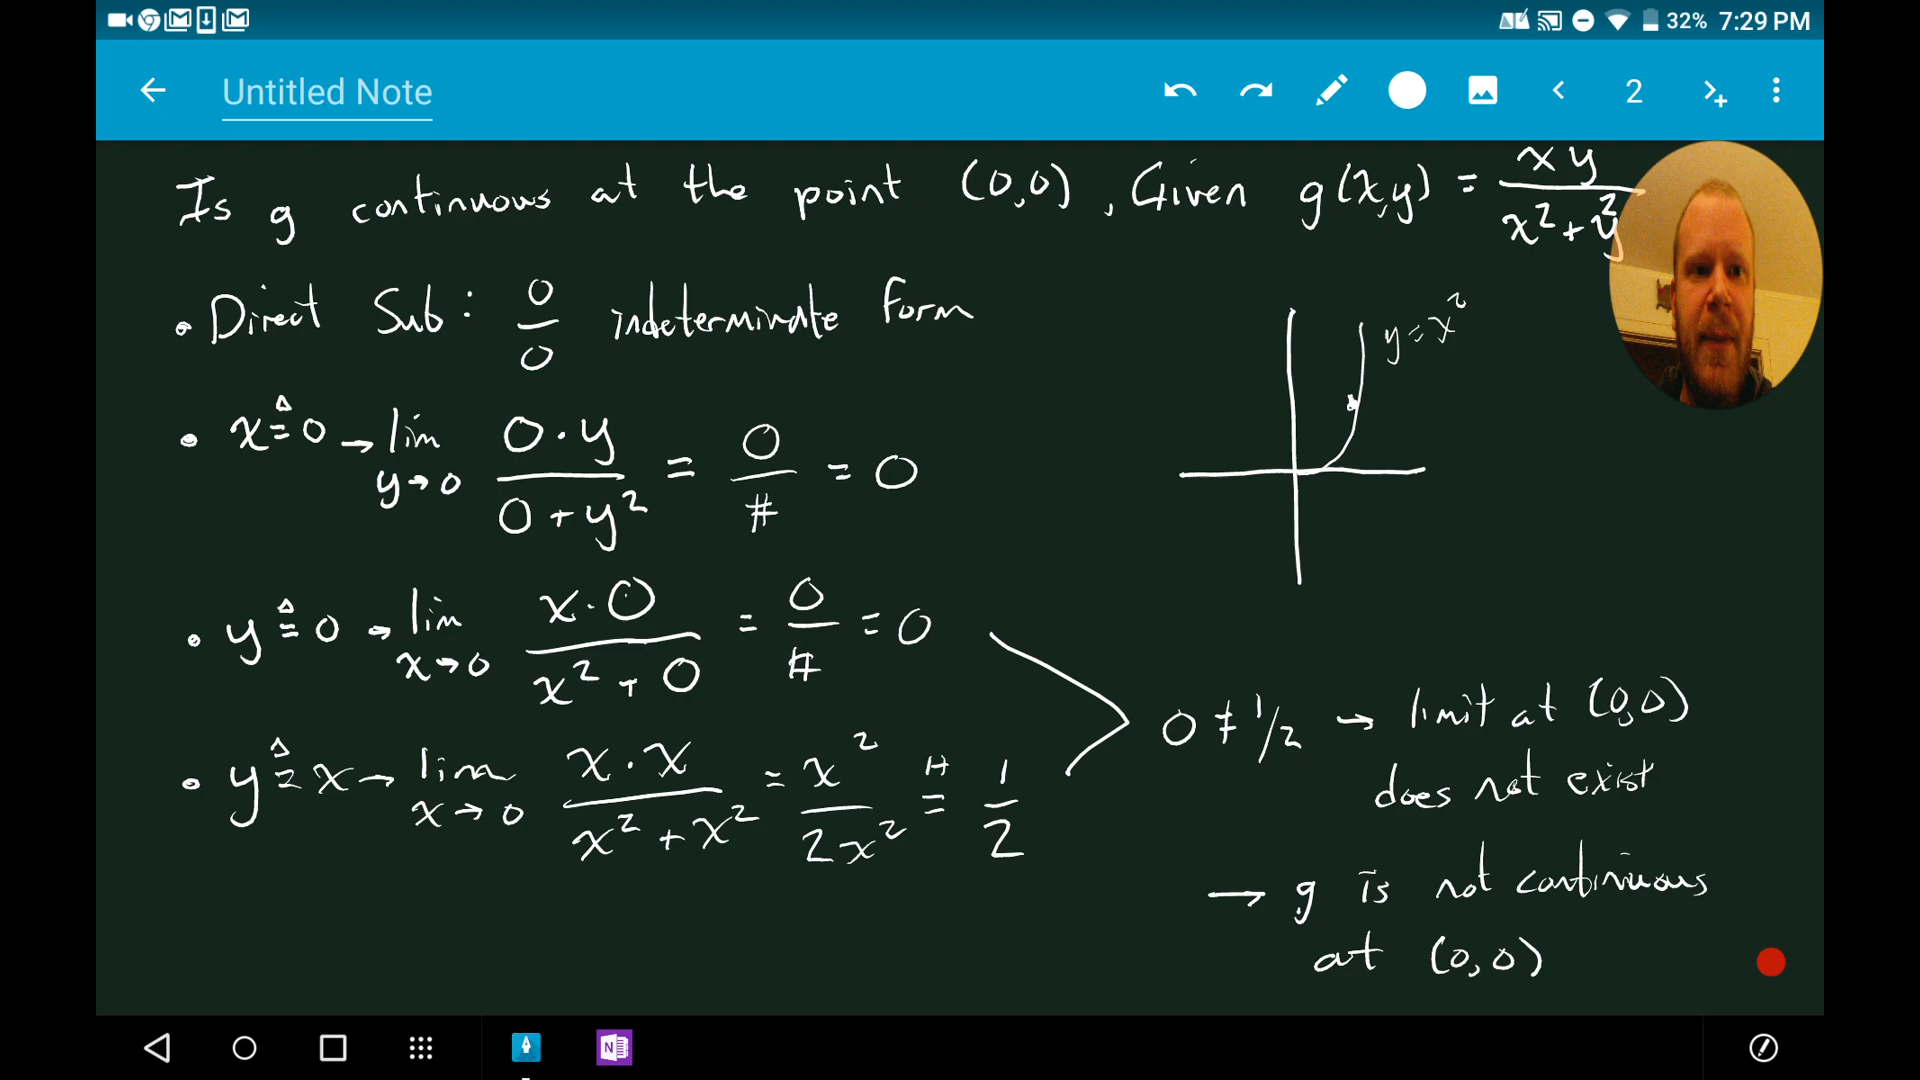 32% 7:29 PM
Untitled Note
2
Is g continuous at the point (0,0), Given g(x,y) = xy / x² + y²
• Direct Sub: 0/0 indeterminate form
y = x²
• x ≜ 0 → lim y→0 0·y / 0 + y² = 0/# = 0
• y ≜ 0 → lim x→0 x·0 / x² + 0 = 0/# = 0
• y ≜ x → lim x→0 x·x / x² + x² = x² / 2x² H= 1/2
0 ≠ 1/2 → limit at (0,0)
does not exist
→ g is not continuous
at (0,0)
N